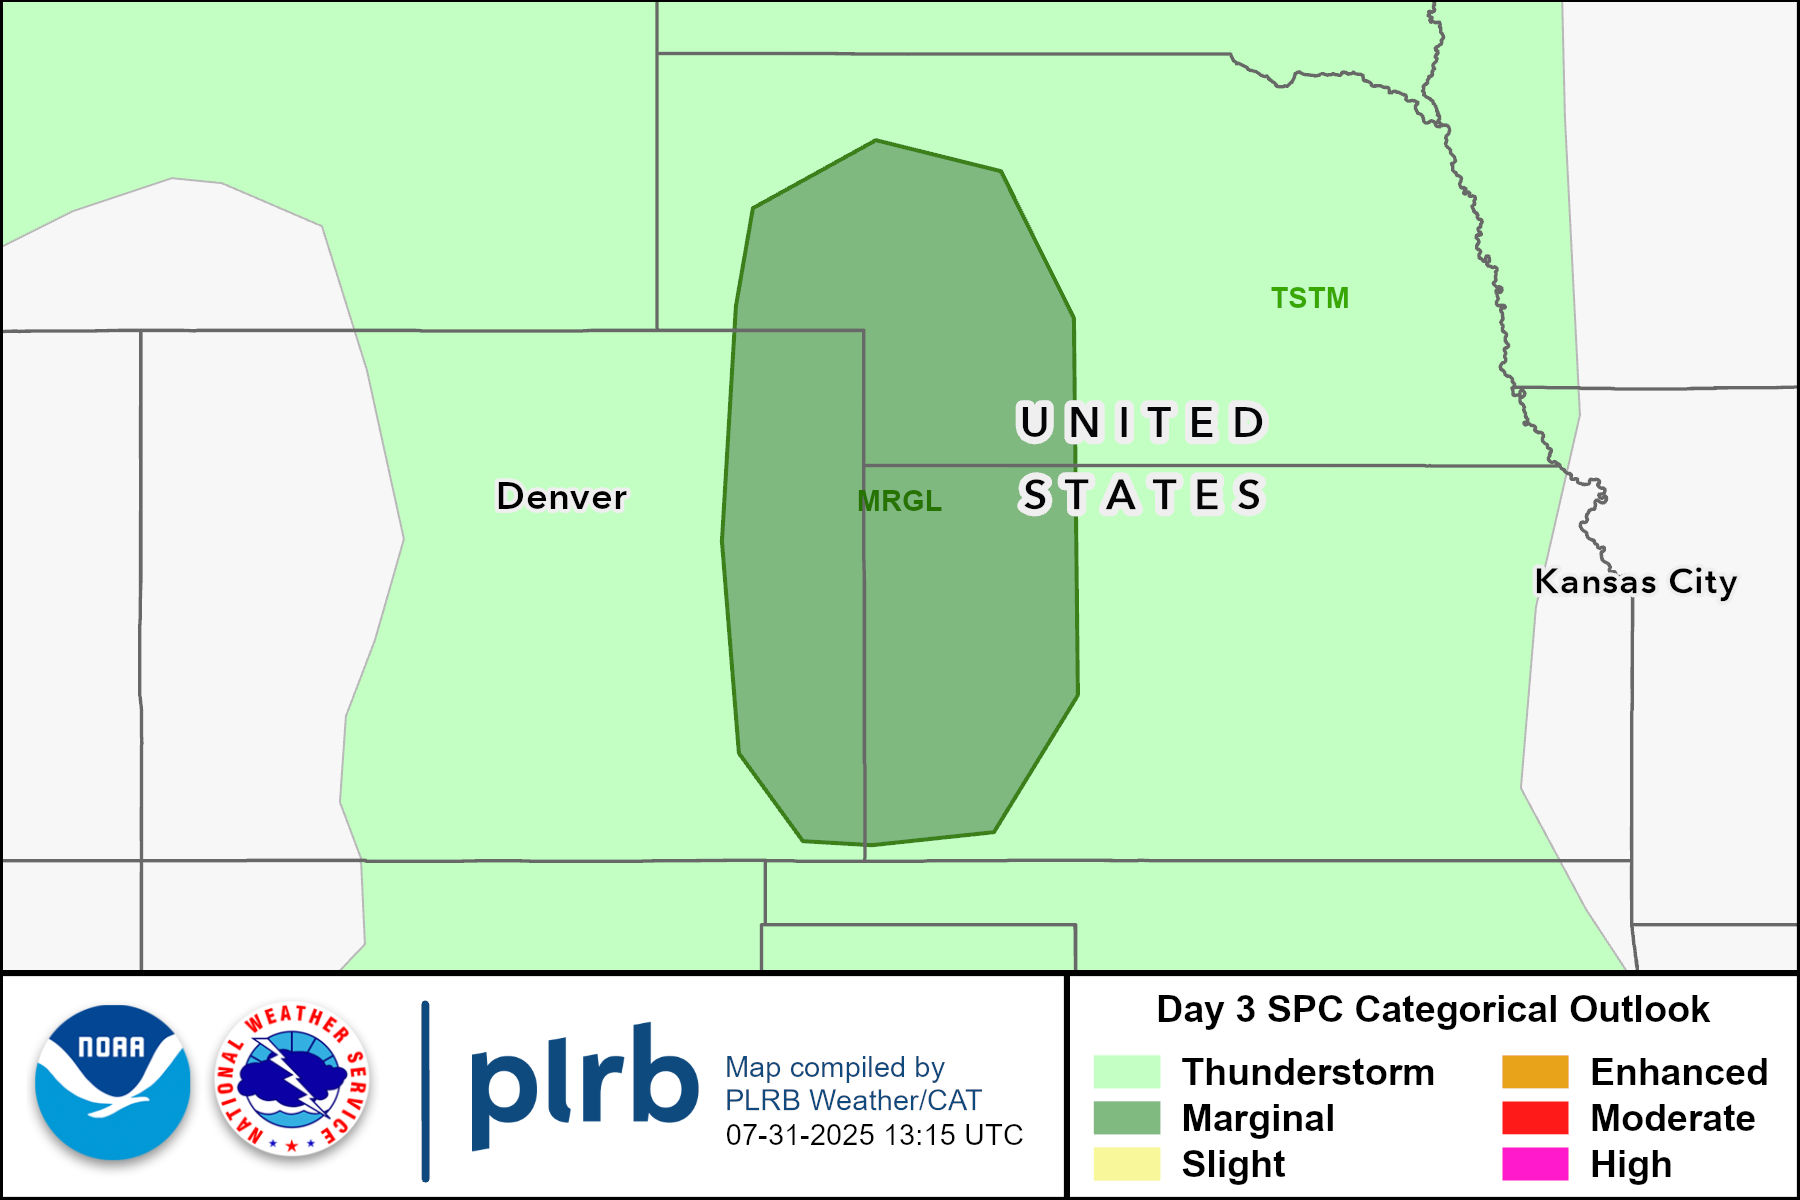 TSTM
UNITED
STATES
Denver
MRGL
Kansas City
NOAA
NATIONAL WEATHER SERVICE
plrb
Map compiled by
PLRB Weather/CAT
07-31-2025 13:15 UTC
Day 3 SPC Categorical Outlook
Thunderstorm
Marginal
Slight
Enhanced
Moderate
High